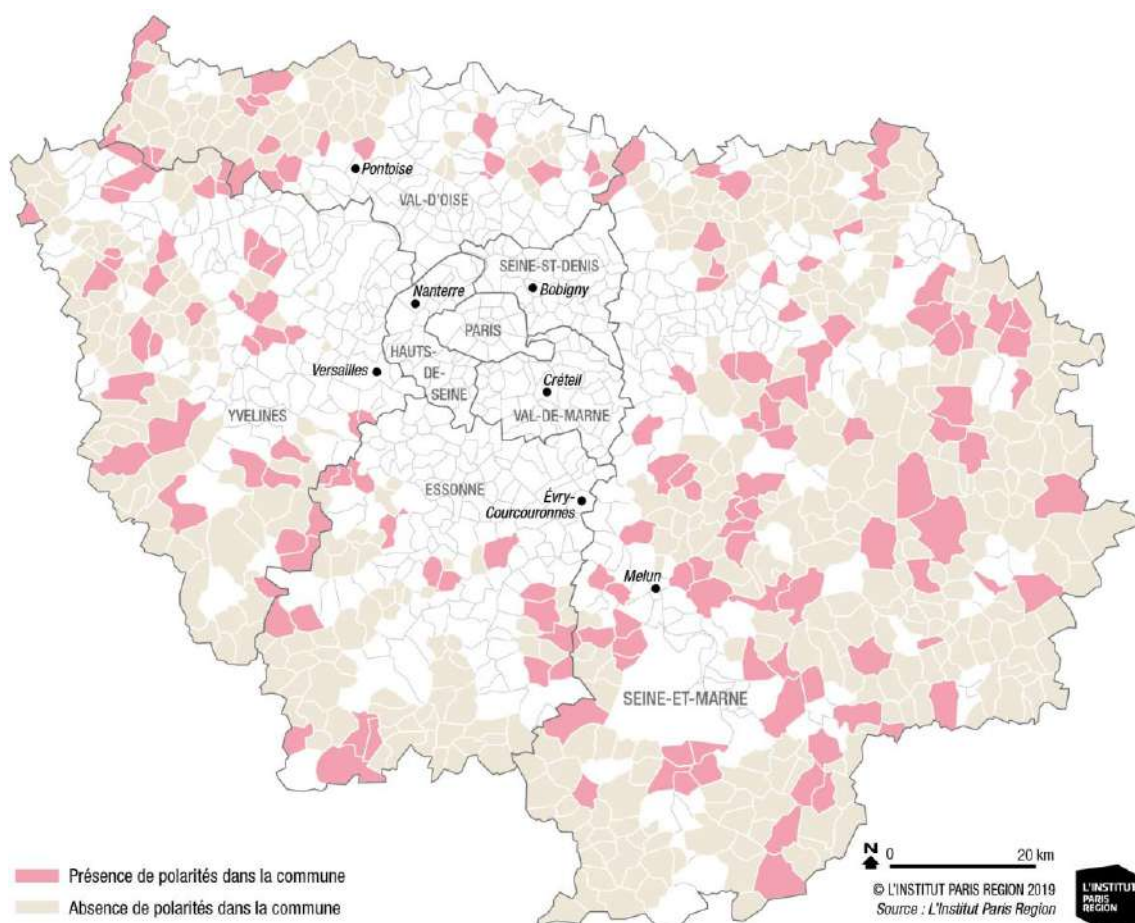 Pontoise
VAL-D'OISE
SEINE-ST-DENIS
Nanterre
Bobigny
PARIS
HAUTS-
DE-
SEINE
Versailles
Créteil
VAL-DE-MARNE
YVELINES
ESSONNE
Évry-
Courcouronnes
Melun
SEINE-ET-MARNE
Présence de polarités dans la commune
Absence de polarités dans la commune
N 0 20 km
© L'INSTITUT PARIS REGION 2019
Source : L'Institut Paris Region
L'INSTITUT
PARIS
REGION